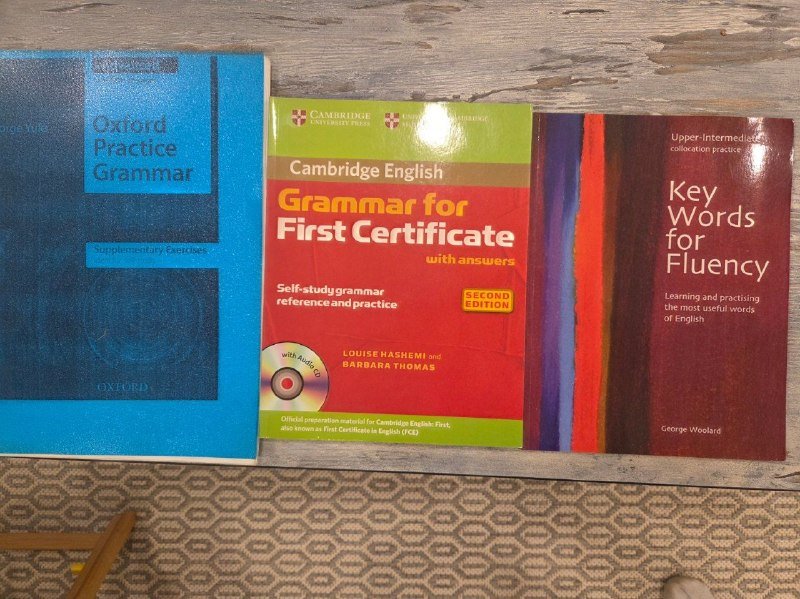 Oxford
Practice
Grammar
Supplementary Exercises
OXFORD
CAMBRIDGE
UNIVERSITY PRESS
Cambridge English
Grammar for
First Certificate
with answers
Self-study grammar
reference and practice
SECOND
EDITION
with Audio CD
LOUISE HASHEMI and
BARBARA THOMAS
Official preparation material for Cambridge English: First,
also known as First Certificate in English (FCE)
Upper-Intermediate
collocation practice
Key
Words
for
Fluency
Learning and practising
the most useful words
of English
George Woolard